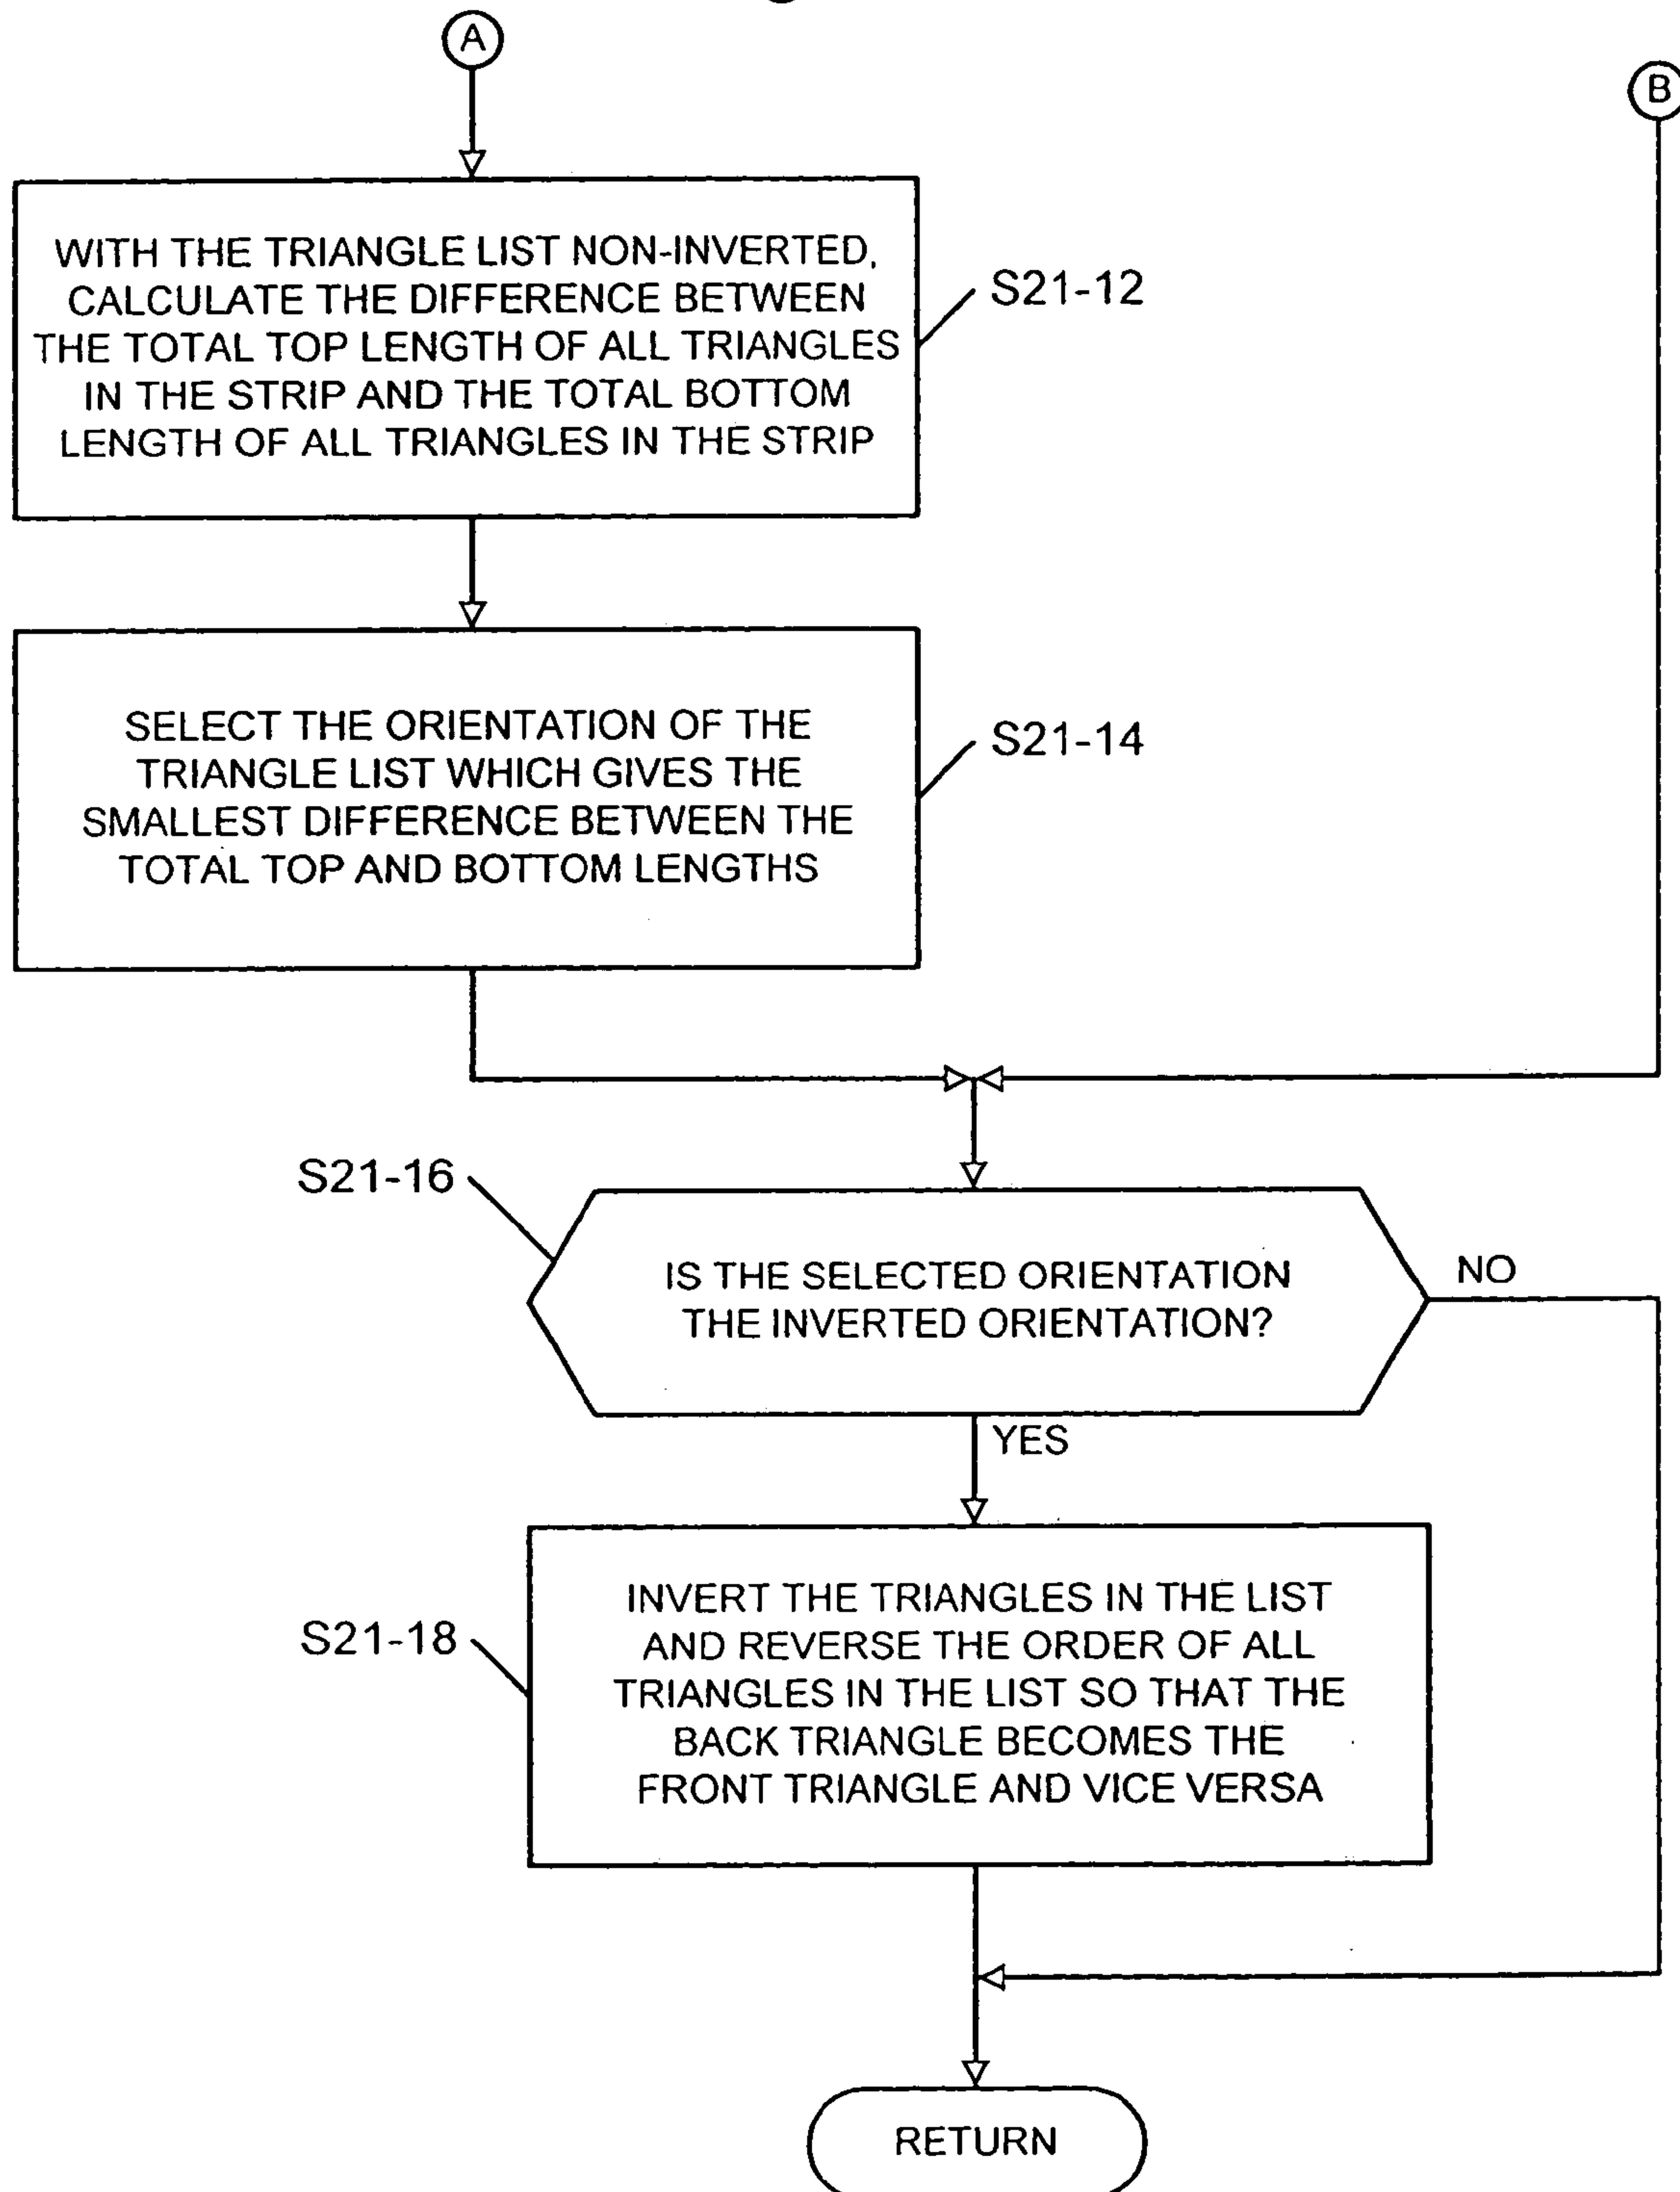 A
B
WITH THE TRIANGLE LIST NON-INVERTED,
CALCULATE THE DIFFERENCE BETWEEN
THE TOTAL TOP LENGTH OF ALL TRIANGLES
IN THE STRIP AND THE TOTAL BOTTOM
LENGTH OF ALL TRIANGLES IN THE STRIP
S21-12
SELECT THE ORIENTATION OF THE
TRIANGLE LIST WHICH GIVES THE
SMALLEST DIFFERENCE BETWEEN THE
TOTAL TOP AND BOTTOM LENGTHS
S21-14
S21-16
IS THE SELECTED ORIENTATION
THE INVERTED ORIENTATION?
NO
YES
S21-18
INVERT THE TRIANGLES IN THE LIST
AND REVERSE THE ORDER OF ALL
TRIANGLES IN THE LIST SO THAT THE
BACK TRIANGLE BECOMES THE
FRONT TRIANGLE AND VICE VERSA
RETURN